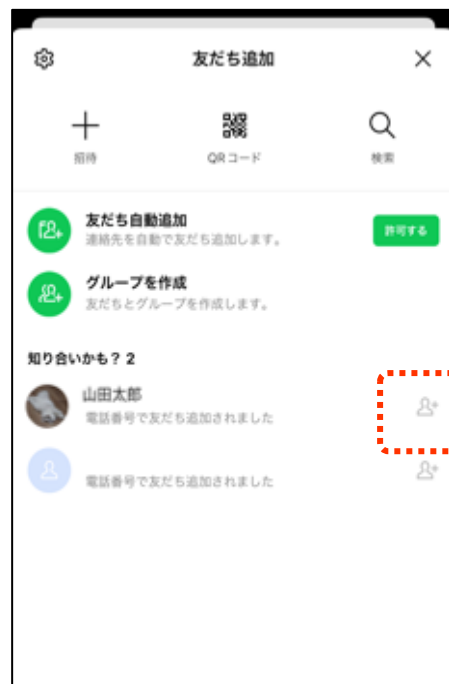 友だち追加
招待
QRコード
検索
友だち自動追加
連絡先を自動で友だち追加します。
許可する
グループを作成
友だちとグループを作成します。
知り合いかも？2
山田太郎
電話番号で友だち追加されました
電話番号で友だち追加されました